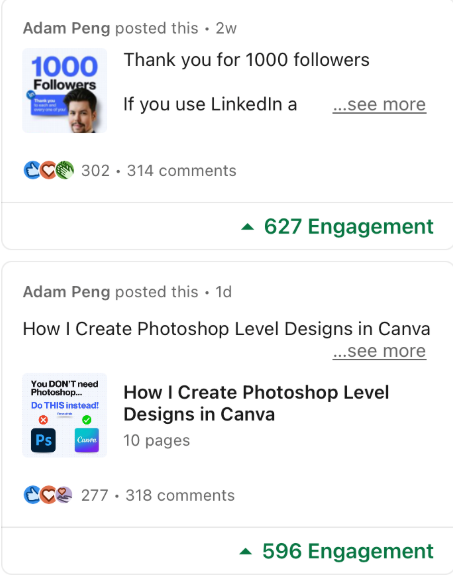 Adam Peng posted this • 2w
1000
Followers
Thank you
Thank you for 1000 followers
If you use LinkedIn a ...see more
302 • 314 comments
627 Engagement
Adam Peng posted this • 1d
How I Create Photoshop Level Designs in Canva
...see more
You DON'T need
Photoshop...
Do THIS instead!
Ps
Canva
How I Create Photoshop Level
Designs in Canva
10 pages
277 • 318 comments
596 Engagement